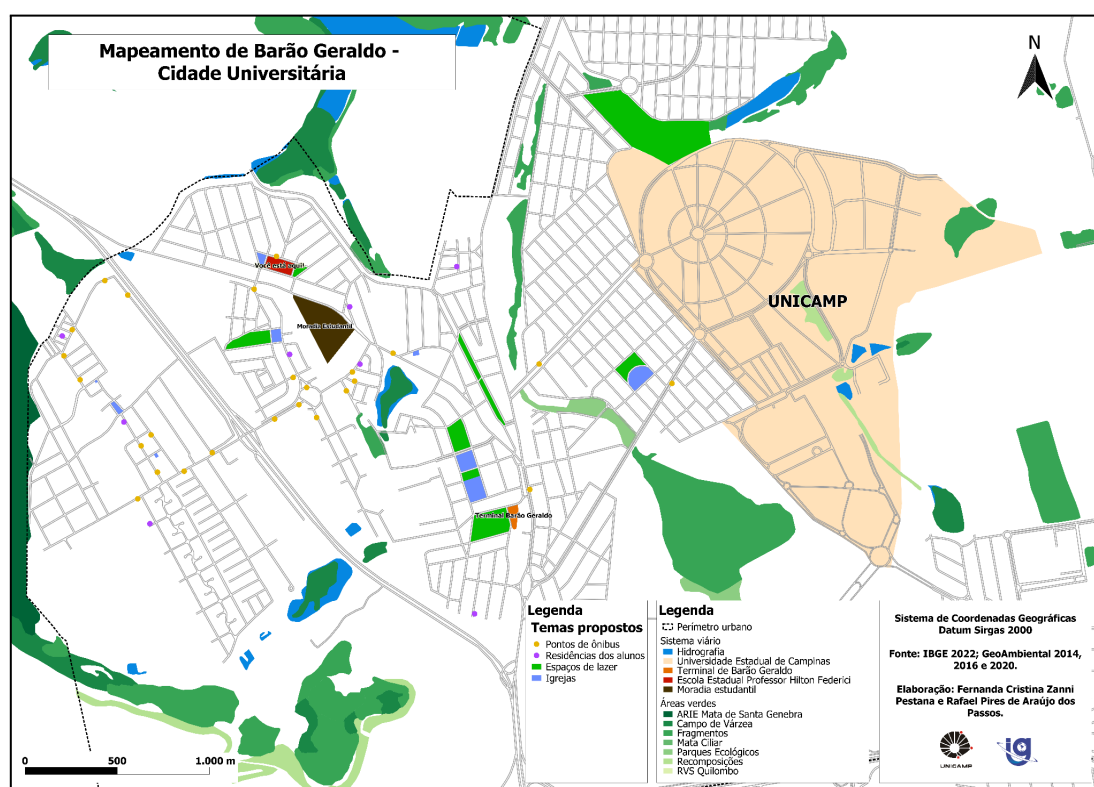 Mapeamento de Barão Geraldo -
Cidade Universitária
N
Você está aqui!
Moradia Estudantil
UNICAMP
Terminal Barão Geraldo
Legenda
Temas propostos
Pontos de ônibus
Residências dos alunos
Espaços de lazer
Igrejas
Legenda
Perímetro urbano
Sistema viário
Hidrografia
Universidade Estadual de Campinas
Terminal de Barão Geraldo
Escola Estadual Professor Hilton Federici
Moradia estudantil
Áreas verdes
ARIE Mata de Santa Genebra
Campo de Várzea
Fragmentos
Mata Ciliar
Parques Ecológicos
Recomposições
RVS Quilombo
Sistema de Coordenadas Geográficas
Datum Sirgas 2000
Fonte: IBGE 2022; GeoAmbiental 2014,
2016 e 2020.
Elaboração: Fernanda Cristina Zanni
Pestana e Rafael Pires de Araújo dos
Passos.
UNICAMP
ig
0 500 1.000 m